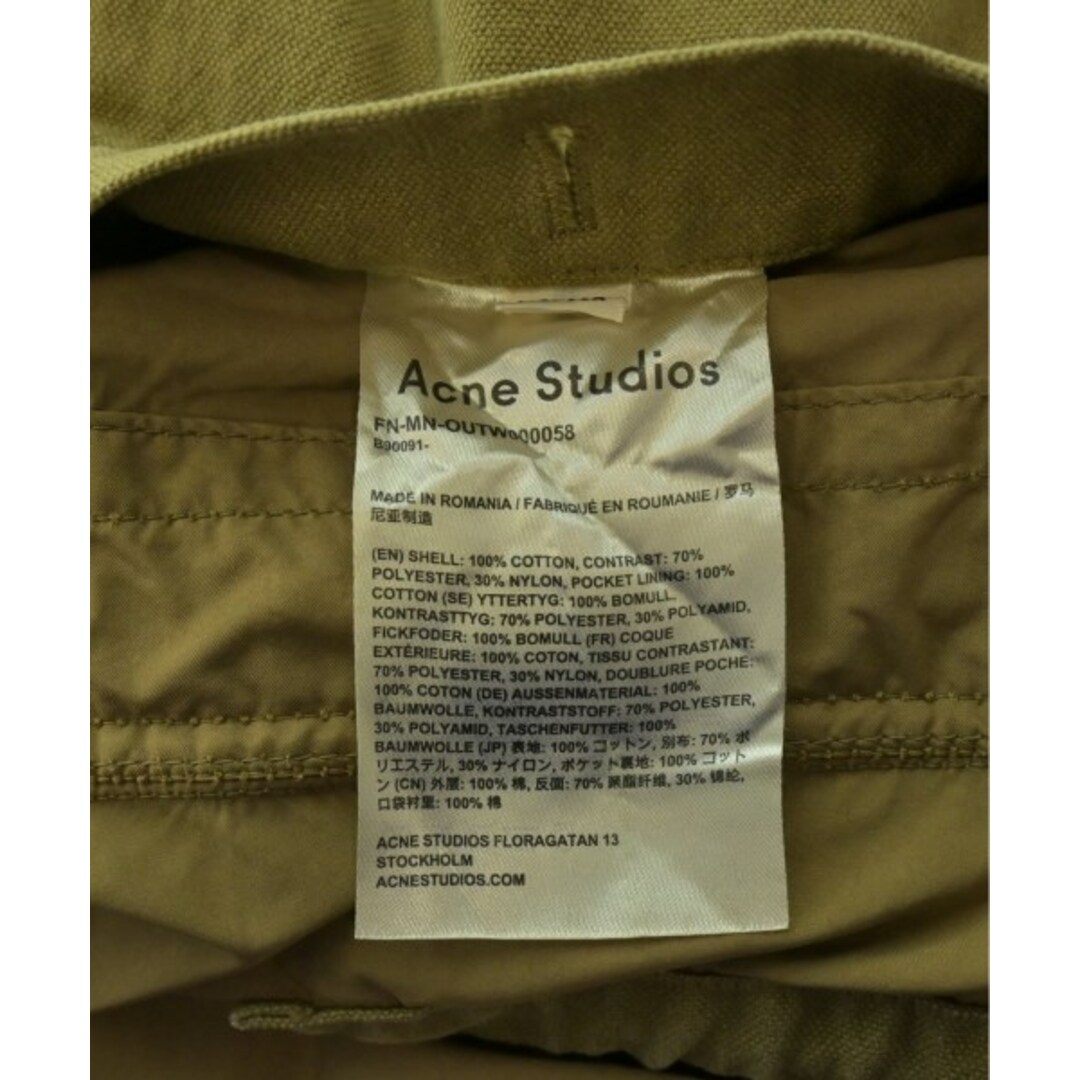 Acne Studios
FN-MN-OUTW000058
B90091-
MADE IN ROMANIA / FABRIQUÉ EN ROUMANIE / 罗马
尼亚制造
(EN) SHELL: 100% COTTON, CONTRAST: 70%
POLYESTER, 30% NYLON, POCKET LINING: 100%
COTTON (SE) YTTERTYG: 100% BOMULL,
KONTRASTTYG: 70% POLYESTER, 30% POLYAMID,
FICKFODER: 100% BOMULL (FR) COQUE
EXTÉRIEURE: 100% COTON, TISSU CONTRASTANT:
70% POLYESTER, 30% NYLON, DOUBLURE POCHE:
100% COTON (DE) AUSSENMATERIAL: 100%
BAUMWOLLE, KONTRASTSTOFF: 70% POLYESTER,
30% POLYAMID, TASCHENFUTTER: 100%
BAUMWOLLE (JP) 表地: 100% コットン, 別布: 70% ポ
リエステル, 30% ナイロン, ポケット裏地: 100% コット
ン (CN) 外层: 100% 棉, 反面: 70% 聚脂纤维, 30% 锦纶,
口袋衬里: 100% 棉
ACNE STUDIOS FLORAGATAN 13
STOCKHOLM
ACNESTUDIOS.COM